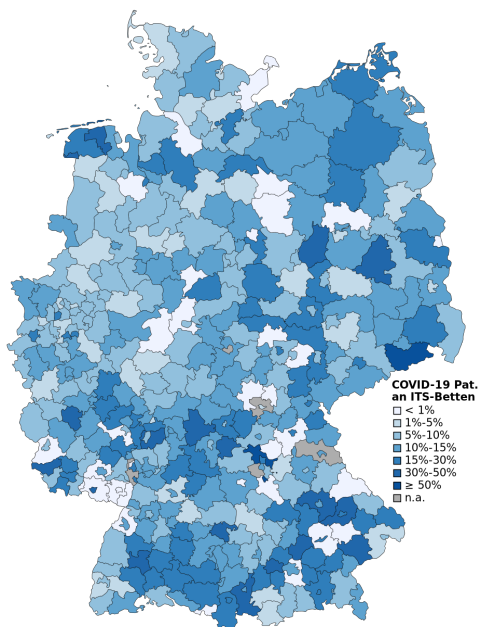 COVID-19 Pat.
an ITS-Betten
< 1%
1%-5%
5%-10%
10%-15%
15%-30%
30%-50%
≥ 50%
n.a.